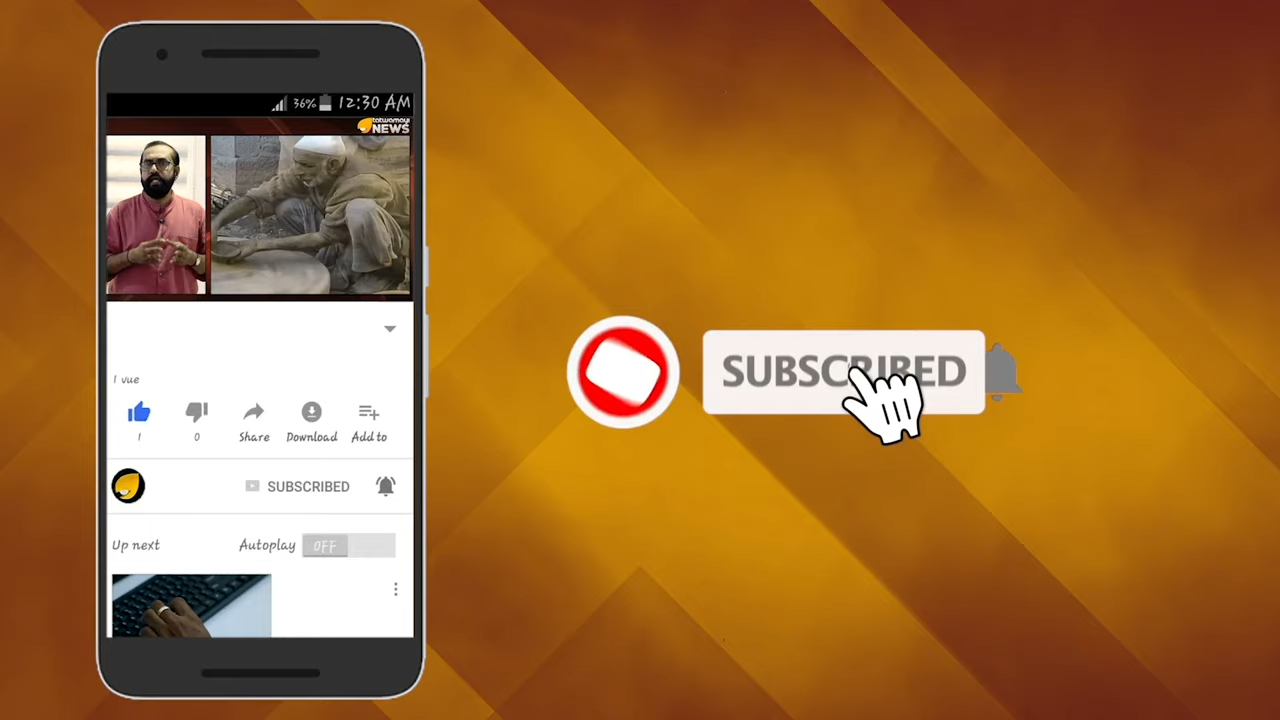 36% 12:30 AM
tatwamayi
NEWS
1 vue
1
0
Share
Download
Add to
SUBSCRIBED
Up next
Autoplay
OFF
SUBSCRIBED